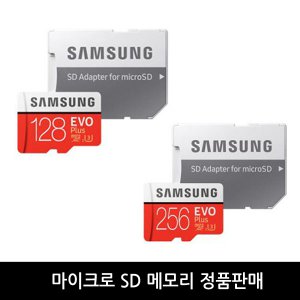 SAMSUNG
SD Adapter for microSD
SAMSUNG
128 EVO
Plus
SAMSUNG
SD Adapter for microSD
SAMSUNG
256 EVO
Plus
마이크로 SD 메모리 정품판매